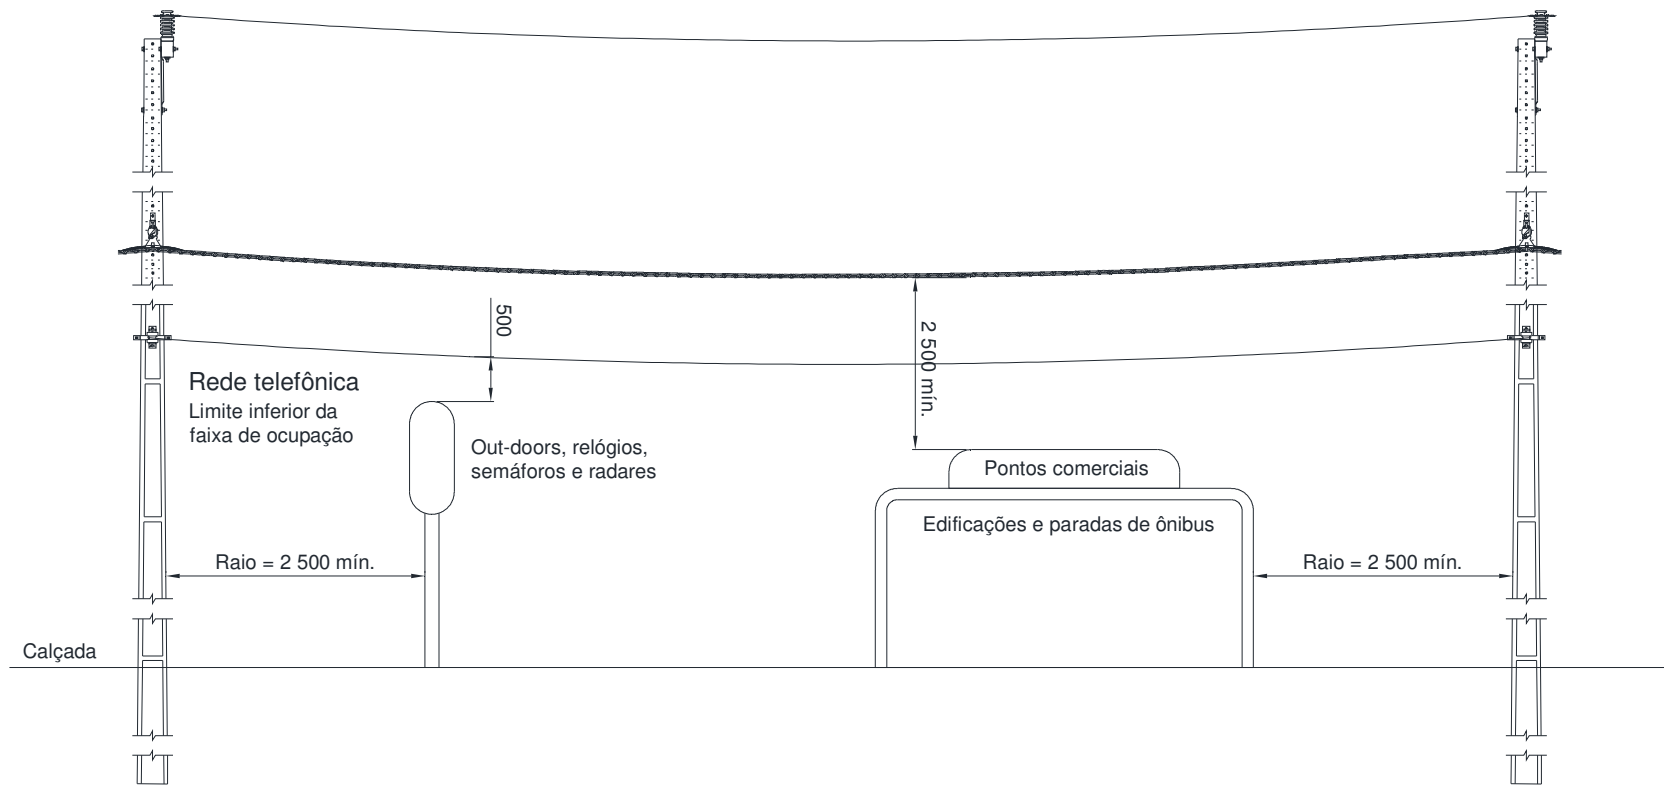 500
2 500 mín.
Rede telefônica
Limite inferior da
faixa de ocupação
Out-doors, relógios,
semáforos e radares
Pontos comerciais
Edificações e paradas de ônibus
Raio = 2 500 mín.
Raio = 2 500 mín.
Calçada